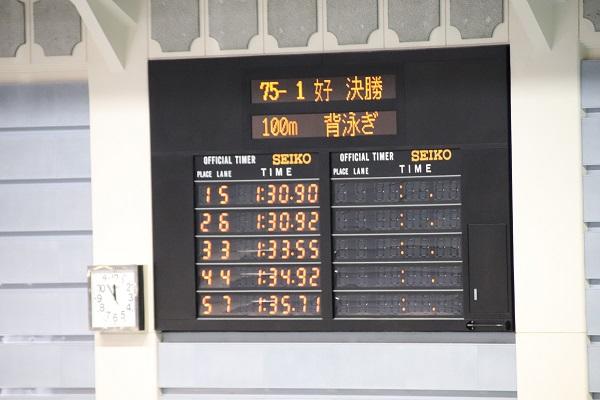 75- 1 好 決勝
100m 背泳ぎ
OFFICIAL TIMER SEIKO
PLACE LANE TIME
1 5 1:30.90
2 6 1:30.92
3 3 1:33.55
4 4 1:34.92
5 7 1:35.71
OFFICIAL TIMER SEIKO
PLACE LANE TIME